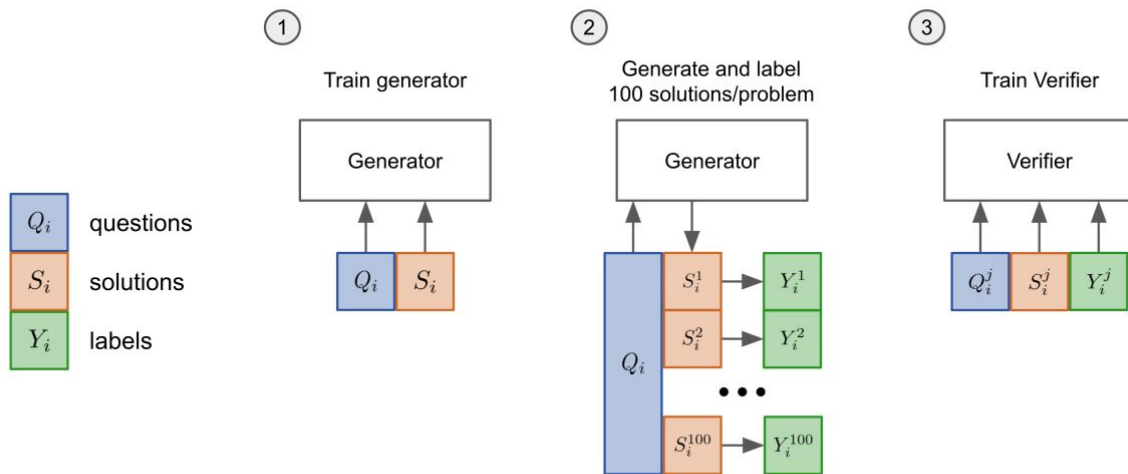 1
Train generator
Generator
Q_i S_i
2
Generate and label
100 solutions/problem
Generator
Q_i
S_i^1 Y_i^1
S_i^2 Y_i^2
•••
S_i^100 Y_i^100
3
Train Verifier
Verifier
Q_i^j S_i^j Y_i^j
Q_i questions
S_i solutions
Y_i labels